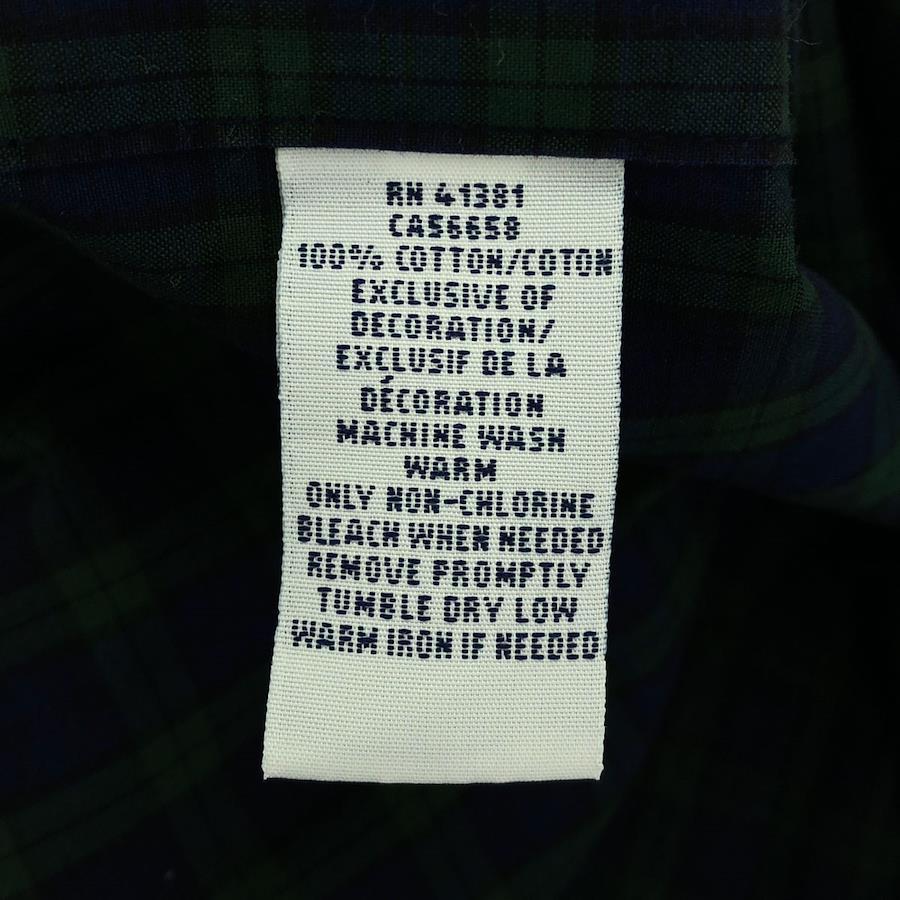 RN 41381
CA56658
100% COTTON/COTON
EXCLUSIVE OF
DECORATION/
EXCLUSIF DE LA
DÉCORATION
MACHINE WASH
WARM
ONLY NON-CHLORINE
BLEACH WHEN NEEDED
REMOVE PROMPTLY
TUMBLE DRY LOW
WARM IRON IF NEEDED